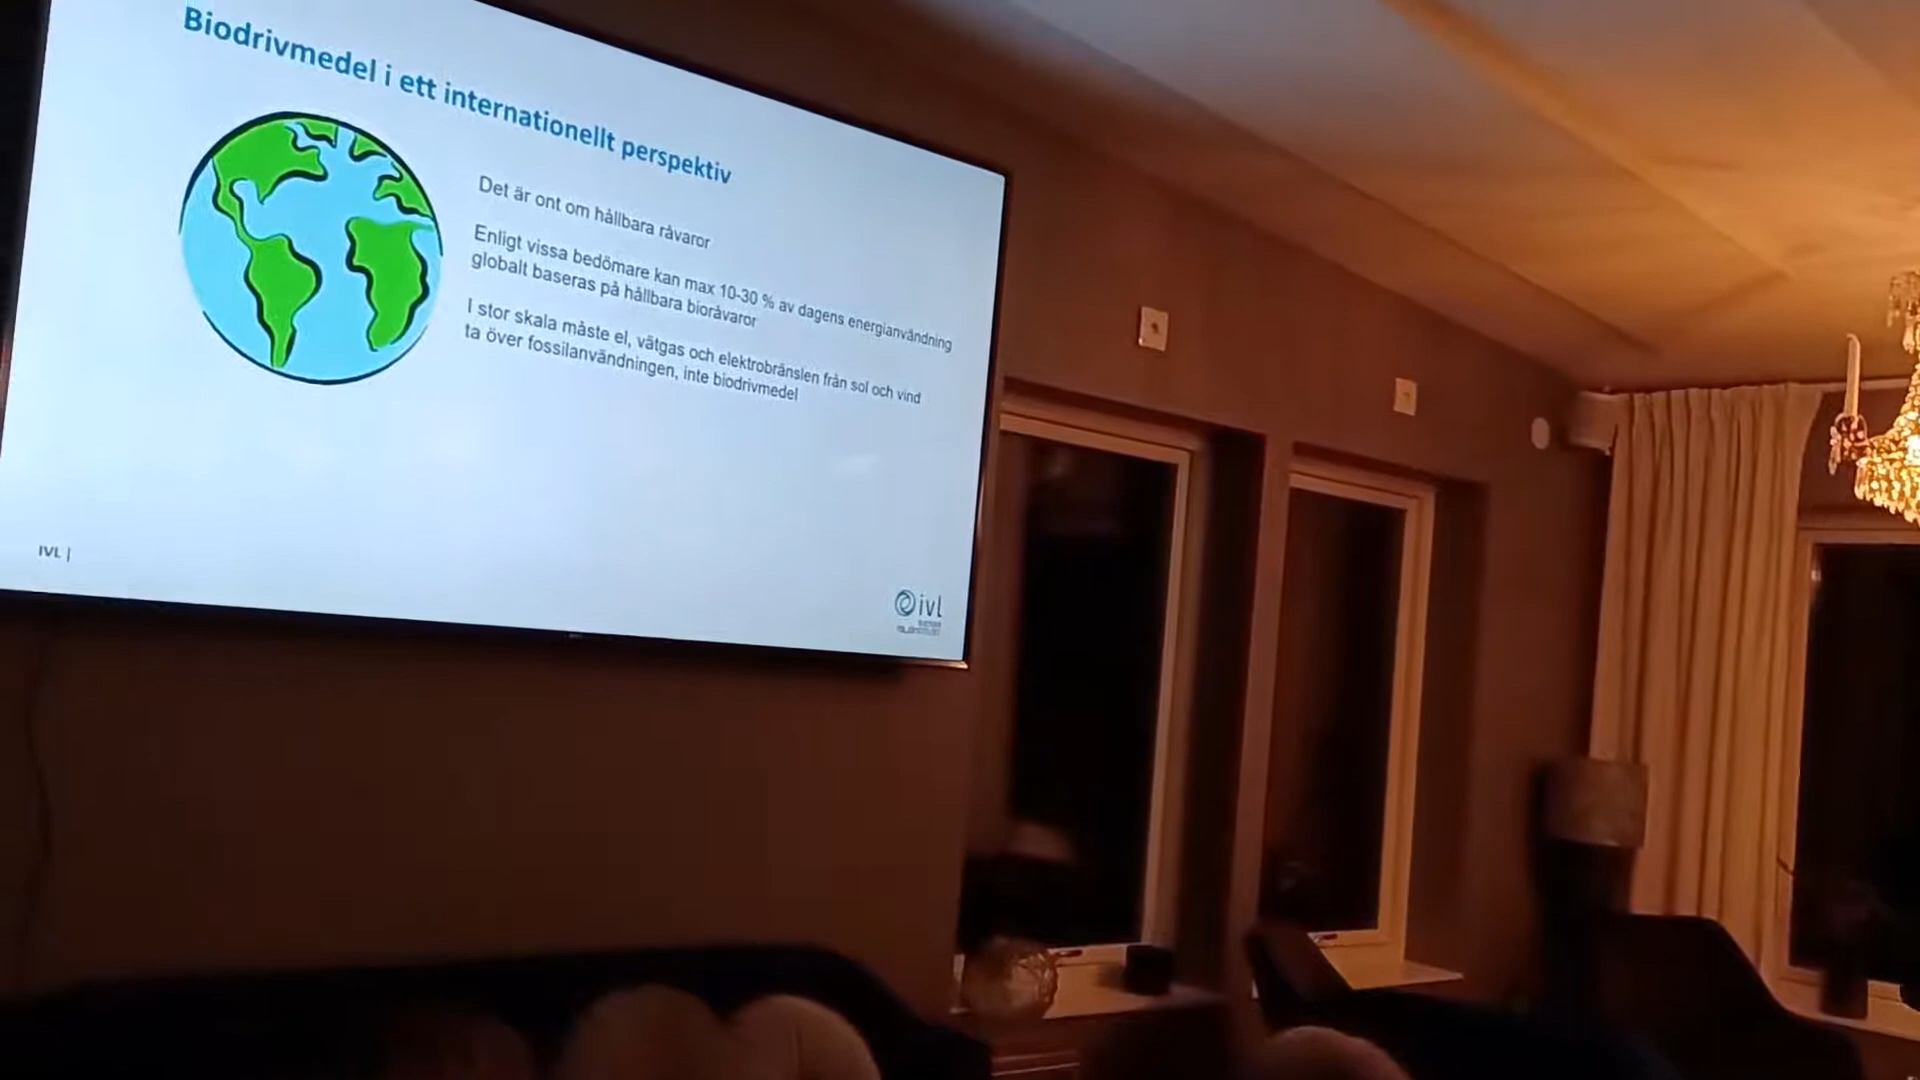 Biodrivmedel i ett internationellt perspektiv
Det är ont om hållbara råvaror
Enligt vissa bedömare kan max 10-30 % av dagens energianvändning
globalt baseras på hållbara bioråvaror
I stor skala måste el, vätgas och elektrobränslen från sol och vind
ta över fossilanvändningen, inte biodrivmedel
IVL |
ivl